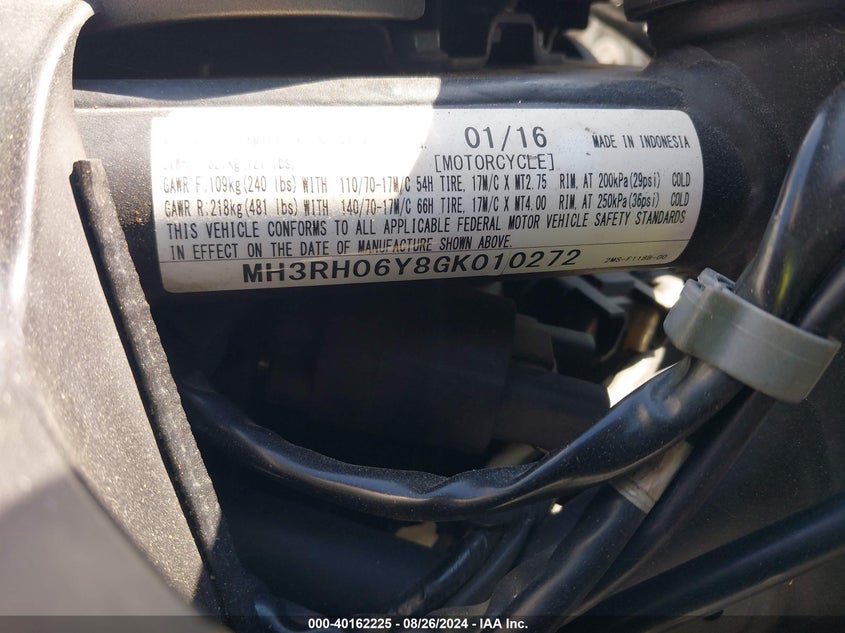 01/16 MADE IN INDONESIA
[MOTORCYCLE]
GAWR F.109kg(240 lbs)WITH 110/70-17M/C 54H TIRE, 17M/C X MT2.75 RIM, AT 200kPa(29psi) COLD
GAWR R.218kg(481 lbs)WITH 140/70-17M/C 66H TIRE, 17M/C X MT4.00 RIM, AT 250kPa(36psi) COLD
THIS VEHICLE CONFORMS TO ALL APPLICABLE FEDERAL MOTOR VEHICLE SAFETY STANDARDS
IN EFFECT ON THE DATE OF MANUFACTURE SHOWN ABOVE.
MH3RH06Y8GK010272 2MS-F118B-00
000-40162225 - 08/26/2024 - IAA Inc.